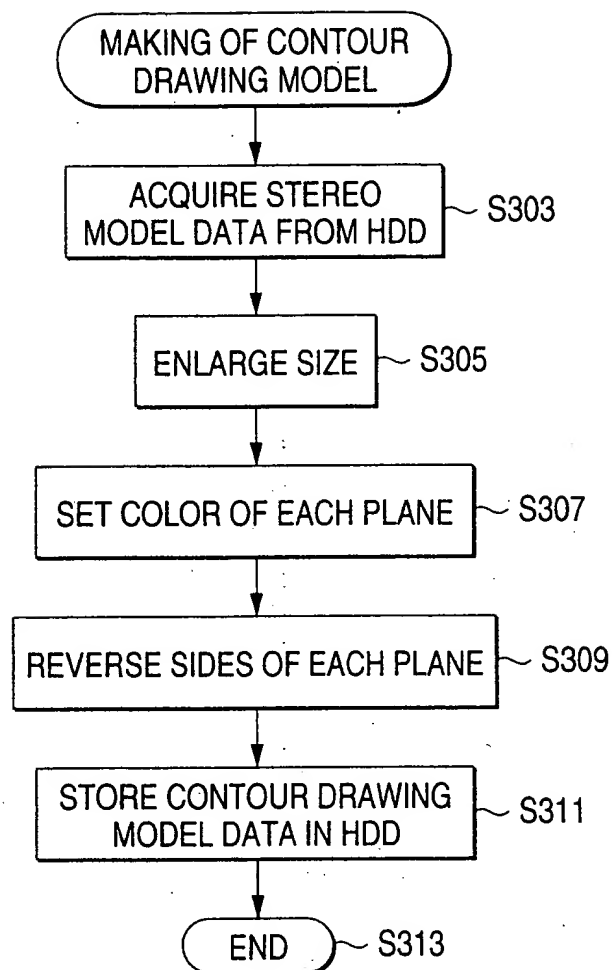 MAKING OF CONTOUR
DRAWING MODEL
ACQUIRE STEREO
MODEL DATA FROM HDD
S303
ENLARGE SIZE
S305
SET COLOR OF EACH PLANE
S307
REVERSE SIDES OF EACH PLANE
S309
STORE CONTOUR DRAWING
MODEL DATA IN HDD
S311
END
S313